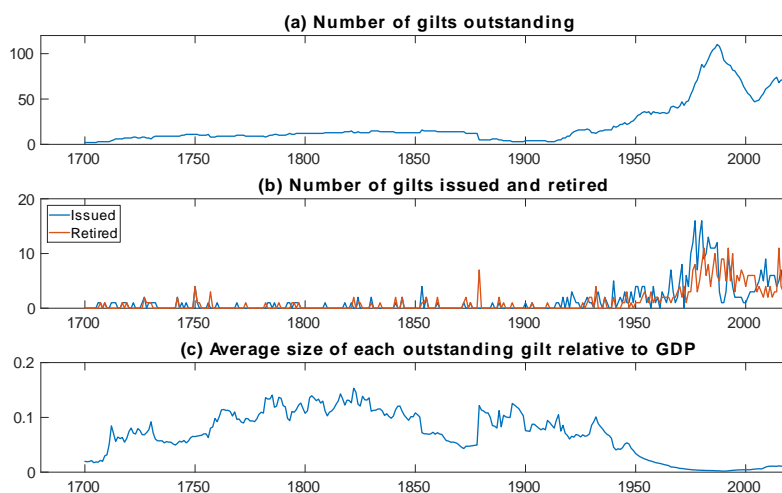 (a) Number of gilts outstanding
100
50
0
1700 1750 1800 1850 1900 1950 2000
(b) Number of gilts issued and retired
20
Issued
Retired
10
0
1700 1750 1800 1850 1900 1950 2000
(c) Average size of each outstanding gilt relative to GDP
0.2
0.1
0
1700 1750 1800 1850 1900 1950 2000